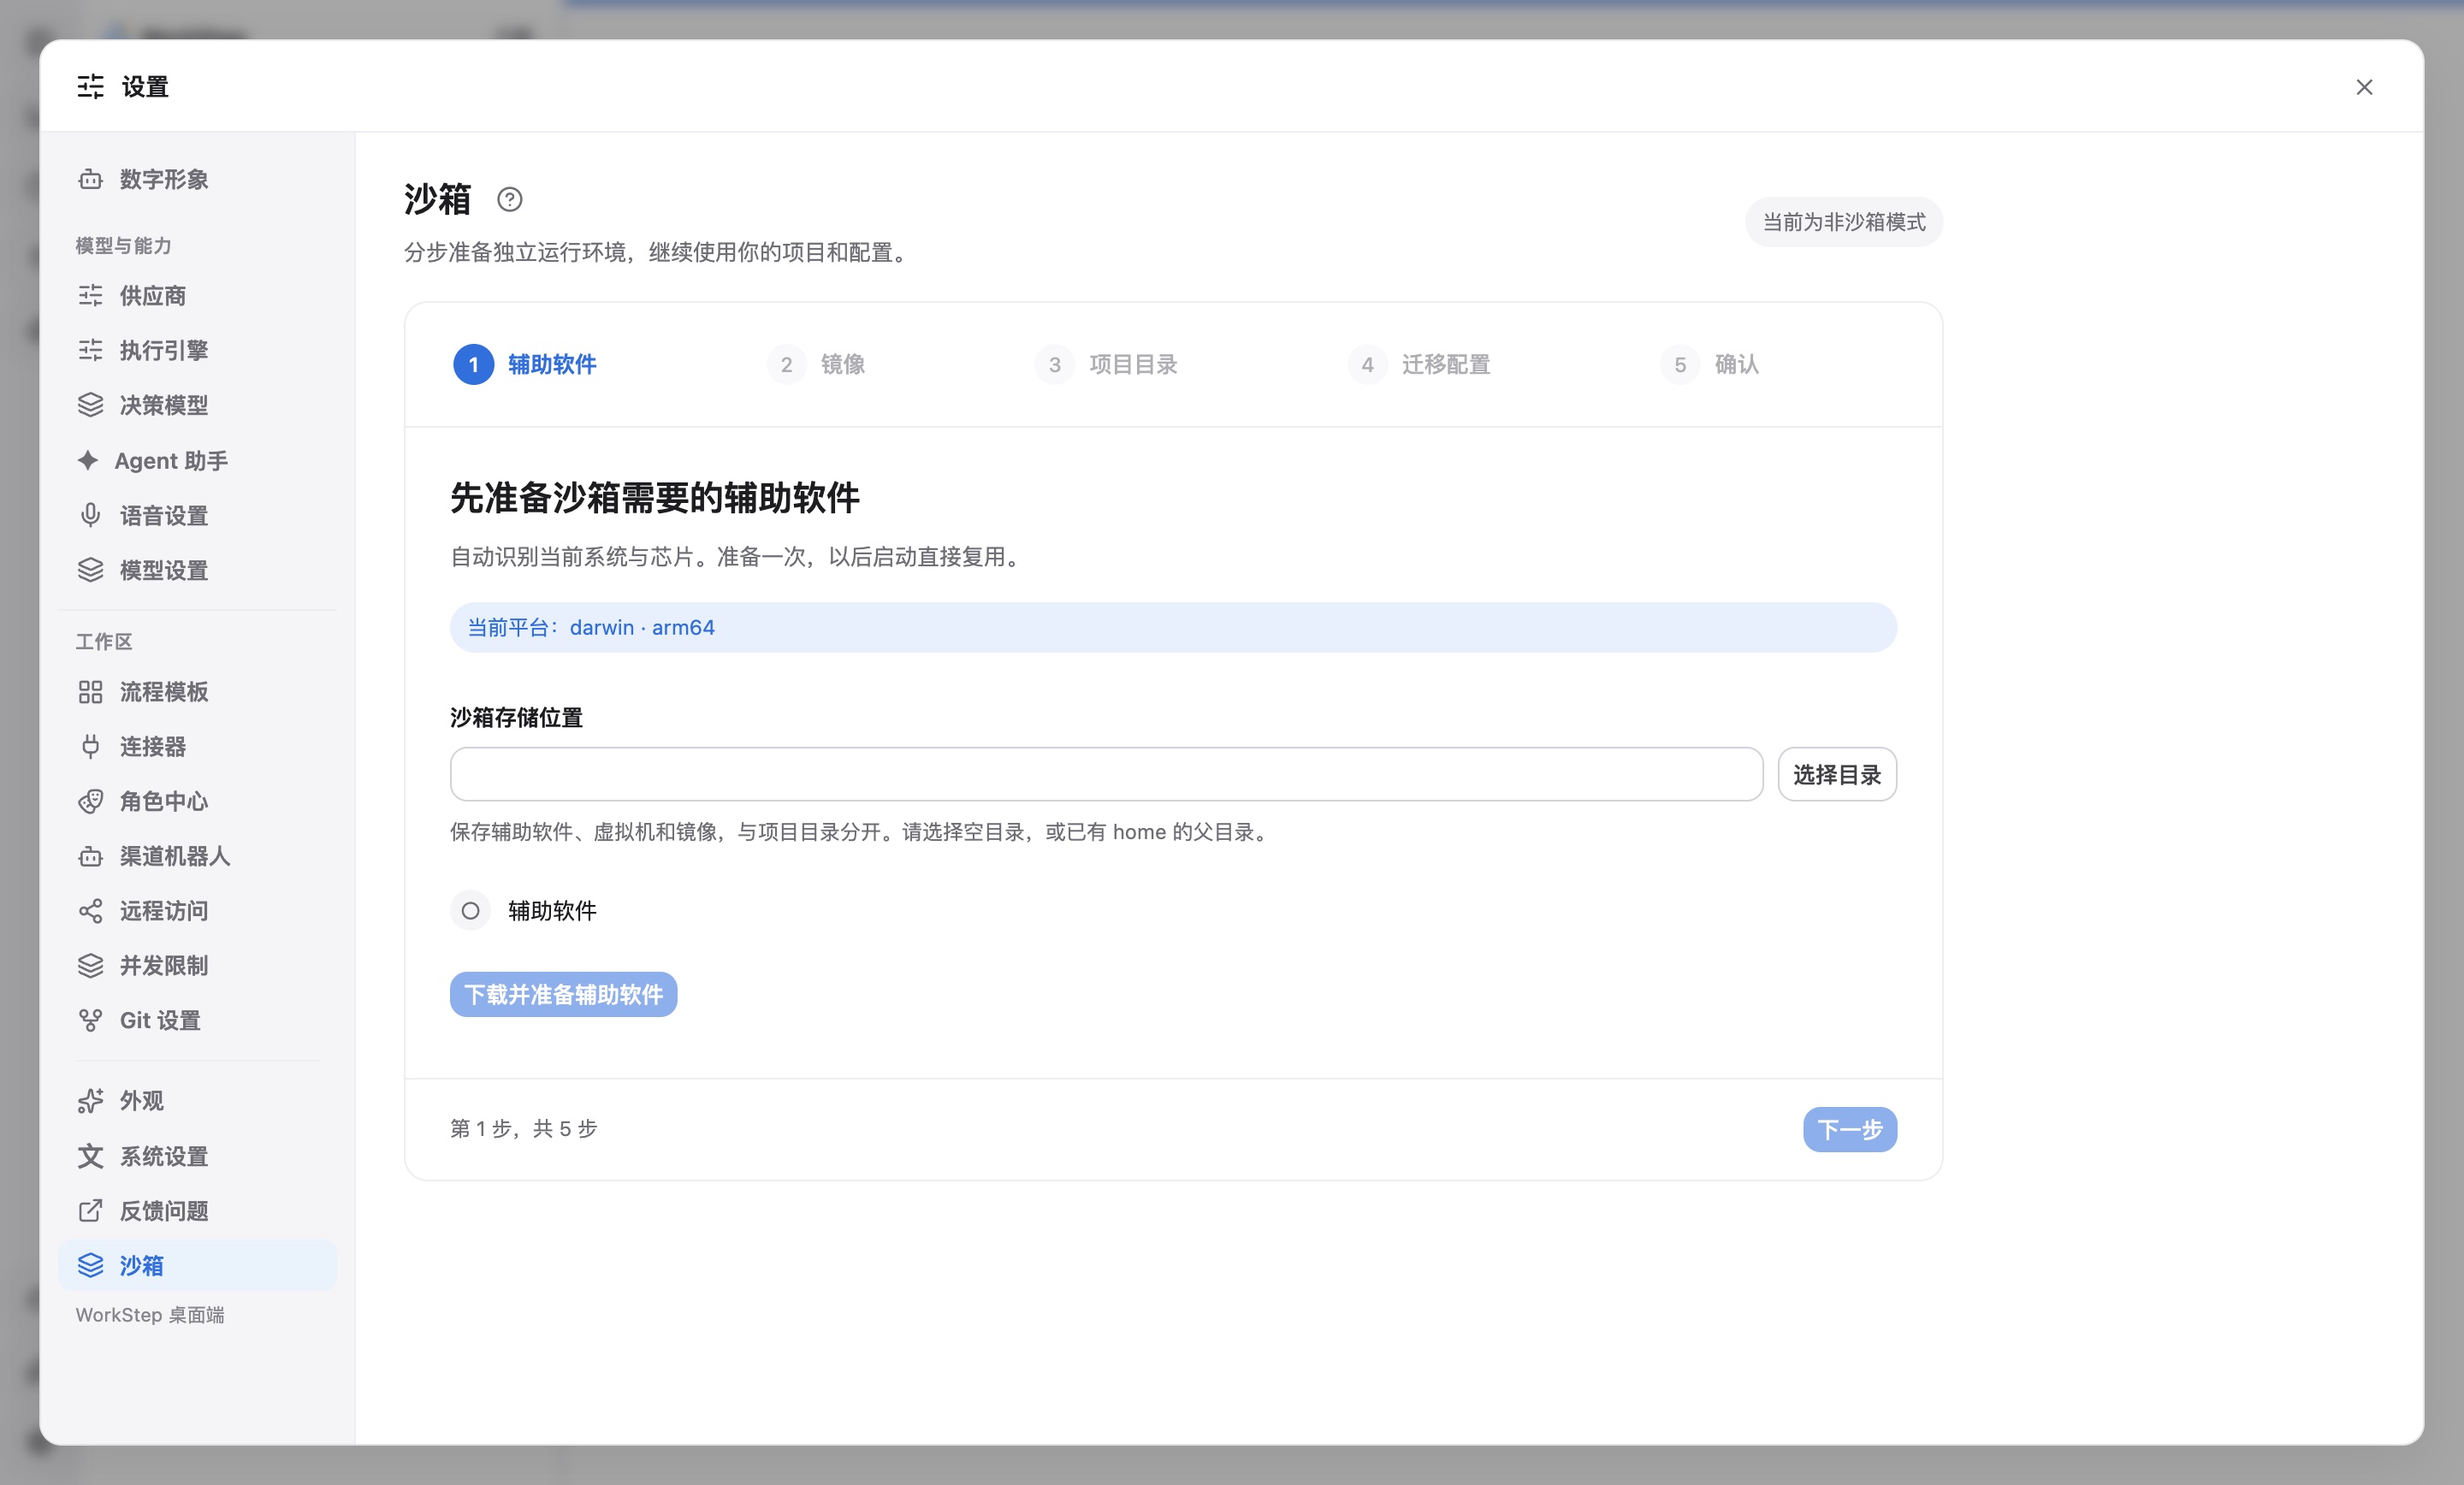 设置
数字形象
模型与能力
供应商
执行引擎
决策模型
Agent 助手
语音设置
模型设置
工作区
流程模板
连接器
角色中心
渠道机器人
远程访问
并发限制
Git 设置
外观
系统设置
反馈问题
沙箱
WorkStep 桌面端
沙箱
分步准备独立运行环境，继续使用你的项目和配置。
当前为非沙箱模式
1 辅助软件
2 镜像
3 项目目录
4 迁移配置
5 确认
先准备沙箱需要的辅助软件
自动识别当前系统与芯片。准备一次，以后启动直接复用。
当前平台：darwin · arm64
沙箱存储位置
选择目录
保存辅助软件、虚拟机和镜像，与项目目录分开。请选择空目录，或已有 home 的父目录。
辅助软件
下载并准备辅助软件
第 1 步，共 5 步
下一步